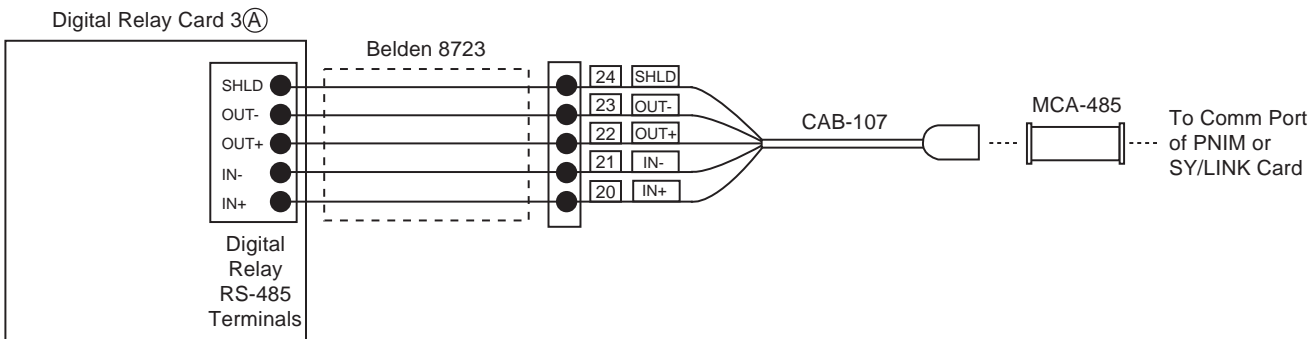 Digital Relay Card 3Ⓐ
Belden 8723
SHLD
OUT-
OUT+
IN-
IN+
Digital
Relay
RS-485
Terminals
24 SHLD
23 OUT-
22 OUT+
21 IN-
20 IN+
CAB-107
MCA-485
To Comm Port
of PNIM or
SY/LINK Card